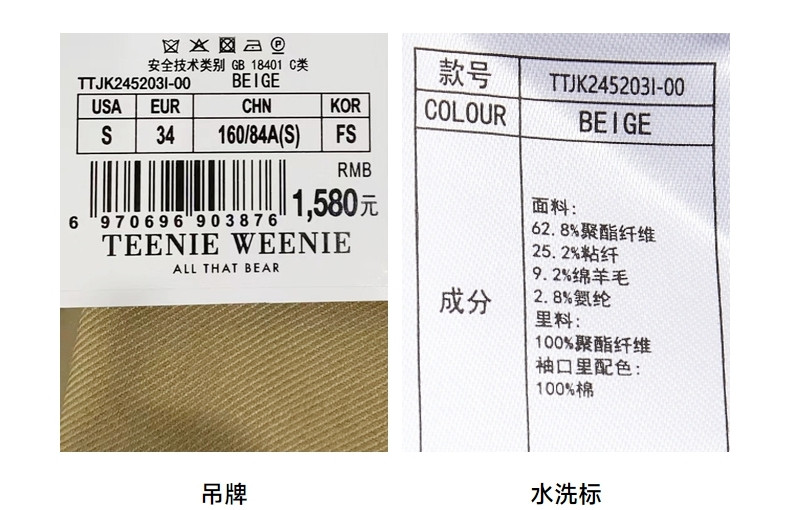 安全技术类别 GB 18401 C类
TTJK245203I-00 BEIGE
USA EUR CHN KOR
S 34 160/84A(S) FS
RMB
1,580元
6 970696 903876
TEENIE WEENIE
ALL THAT BEAR
吊牌
款号 TTJK245203I-00
COLOUR BEIGE
成分
面料:
62.8%聚酯纤维
25.2%粘纤
9.2%绵羊毛
2.8%氨纶
里料:
100%聚酯纤维
袖口里配色:
100%棉
水洗标